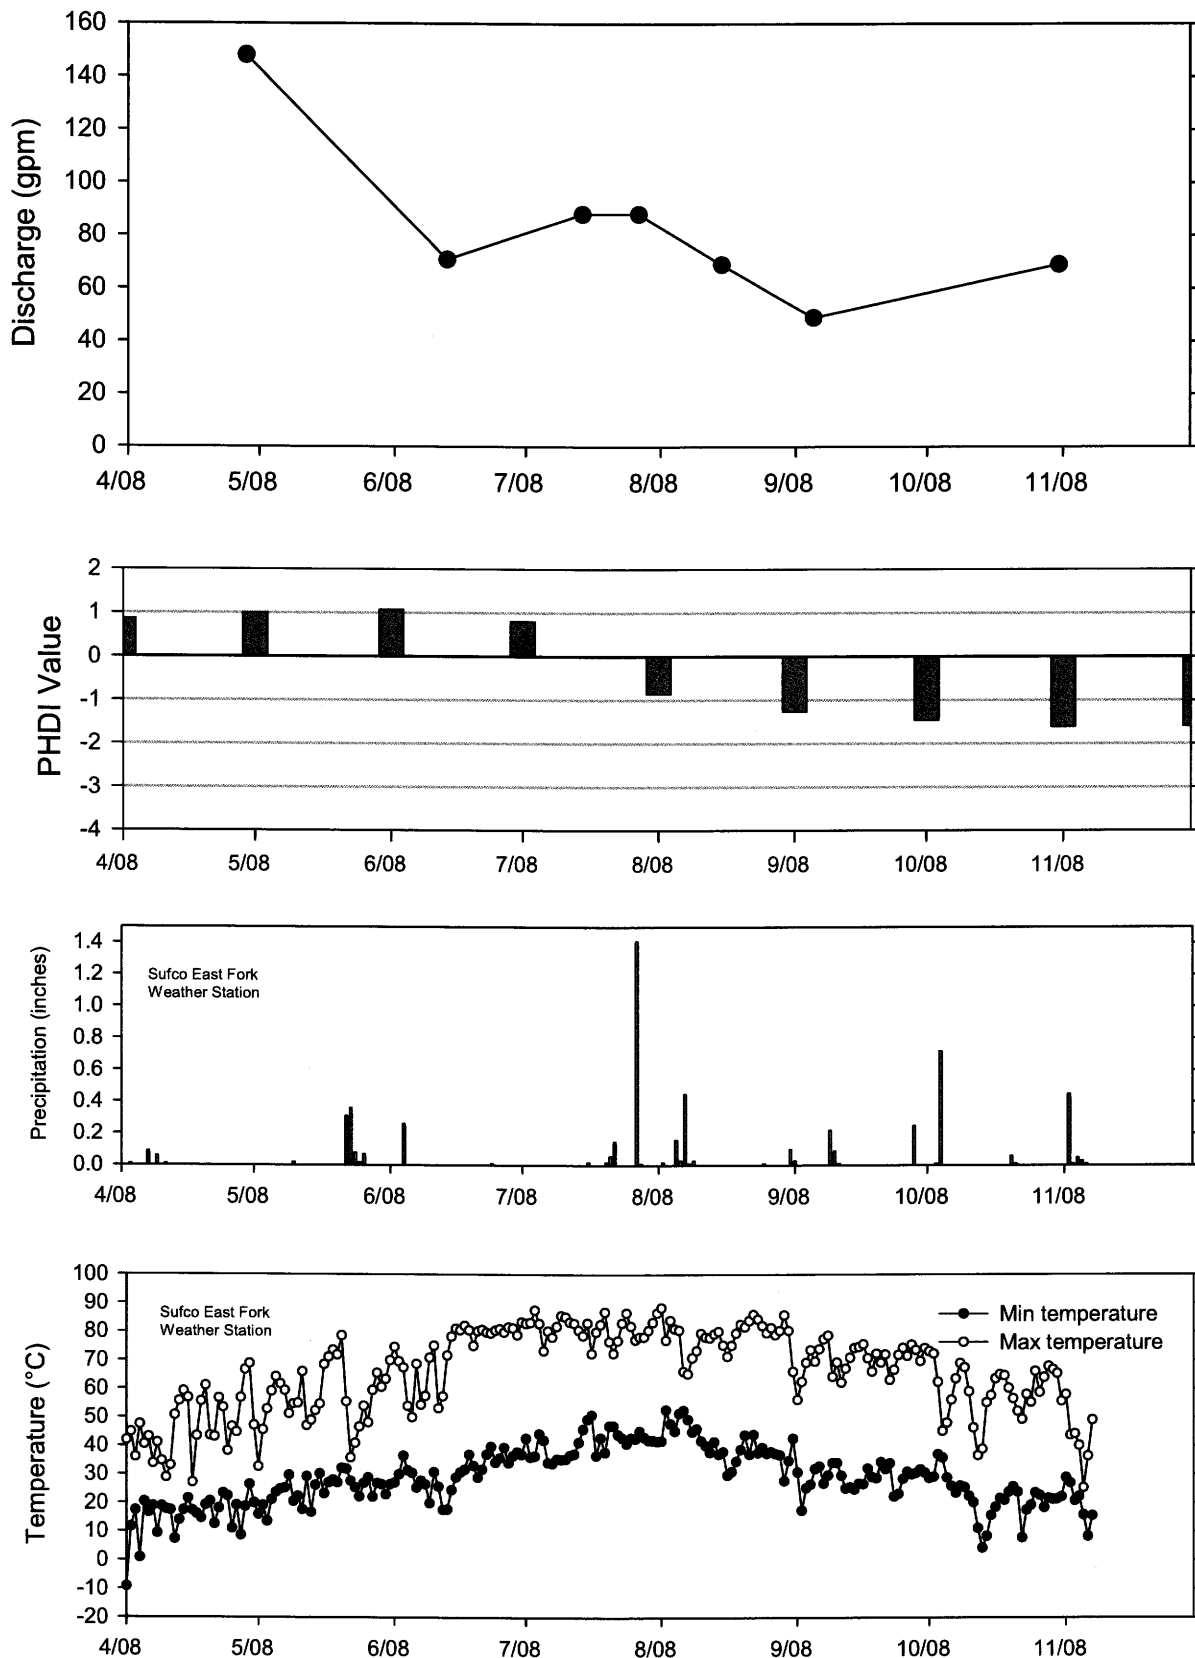 160
140
120
100
80
60
40
20
0
Discharge (gpm)
4/08 5/08 6/08 7/08 8/08 9/08 10/08 11/08
2
1
0
-1
-2
-3
-4
PHDI Value
4/08 5/08 6/08 7/08 8/08 9/08 10/08 11/08
1.4
1.2
1.0
0.8
0.6
0.4
0.2
0.0
Precipitation (inches)
Sufco East Fork
Weather Station
4/08 5/08 6/08 7/08 8/08 9/08 10/08 11/08
100
90
80
70
60
50
40
30
20
10
0
-10
-20
Temperature (°C)
Sufco East Fork
Weather Station
Min temperature
Max temperature
4/08 5/08 6/08 7/08 8/08 9/08 10/08 11/08